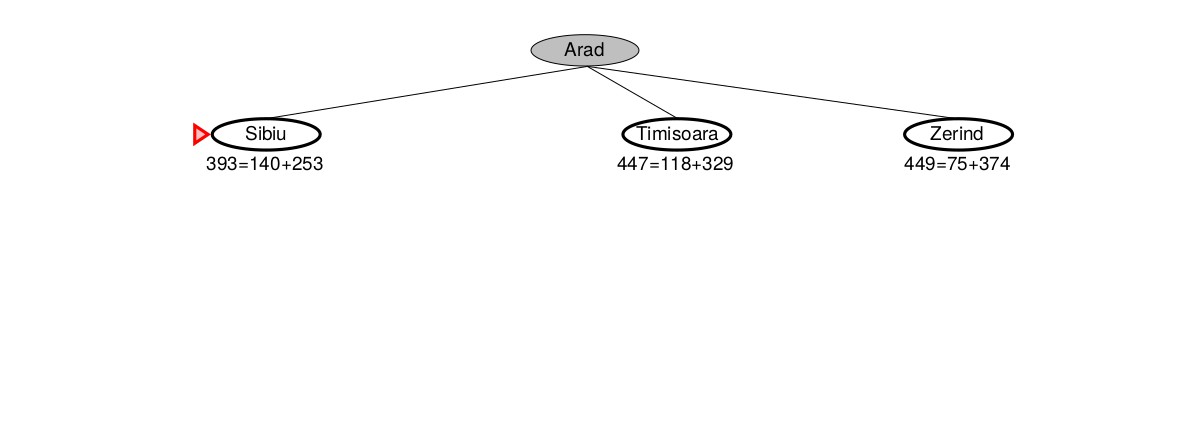 Arad
Sibiu
Timisoara
Zerind
393=140+253
447=118+329
449=75+374